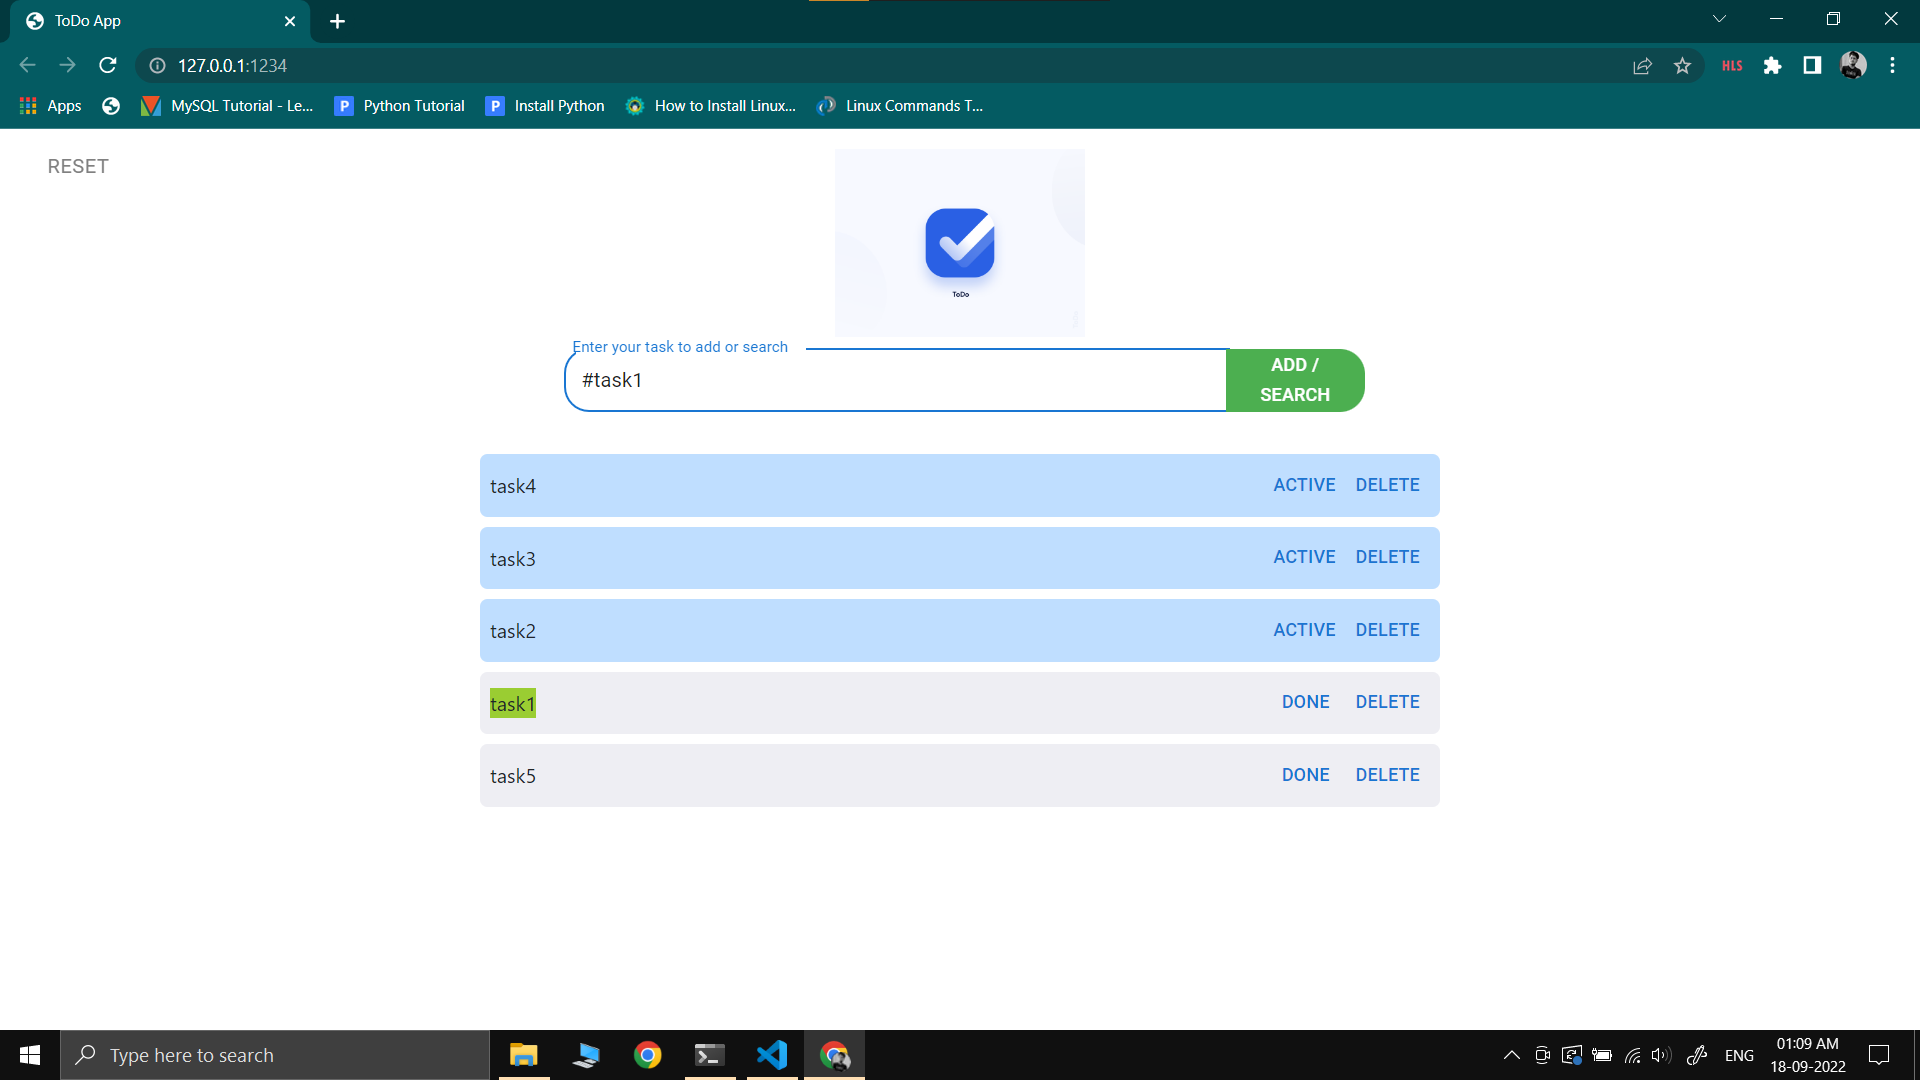 ToDo App
127.0.0.1:1234
HLS
Apps
MySQL Tutorial - Le...
Python Tutorial
Install Python
How to Install Linux...
Linux Commands T...
RESET
ToDo
Enter your task to add or search
#task1
ADD /
SEARCH
task4 ACTIVE DELETE
task3 ACTIVE DELETE
task2 ACTIVE DELETE
task1 DONE DELETE
task5 DONE DELETE
Type here to search
ENG
01:09 AM
18-09-2022